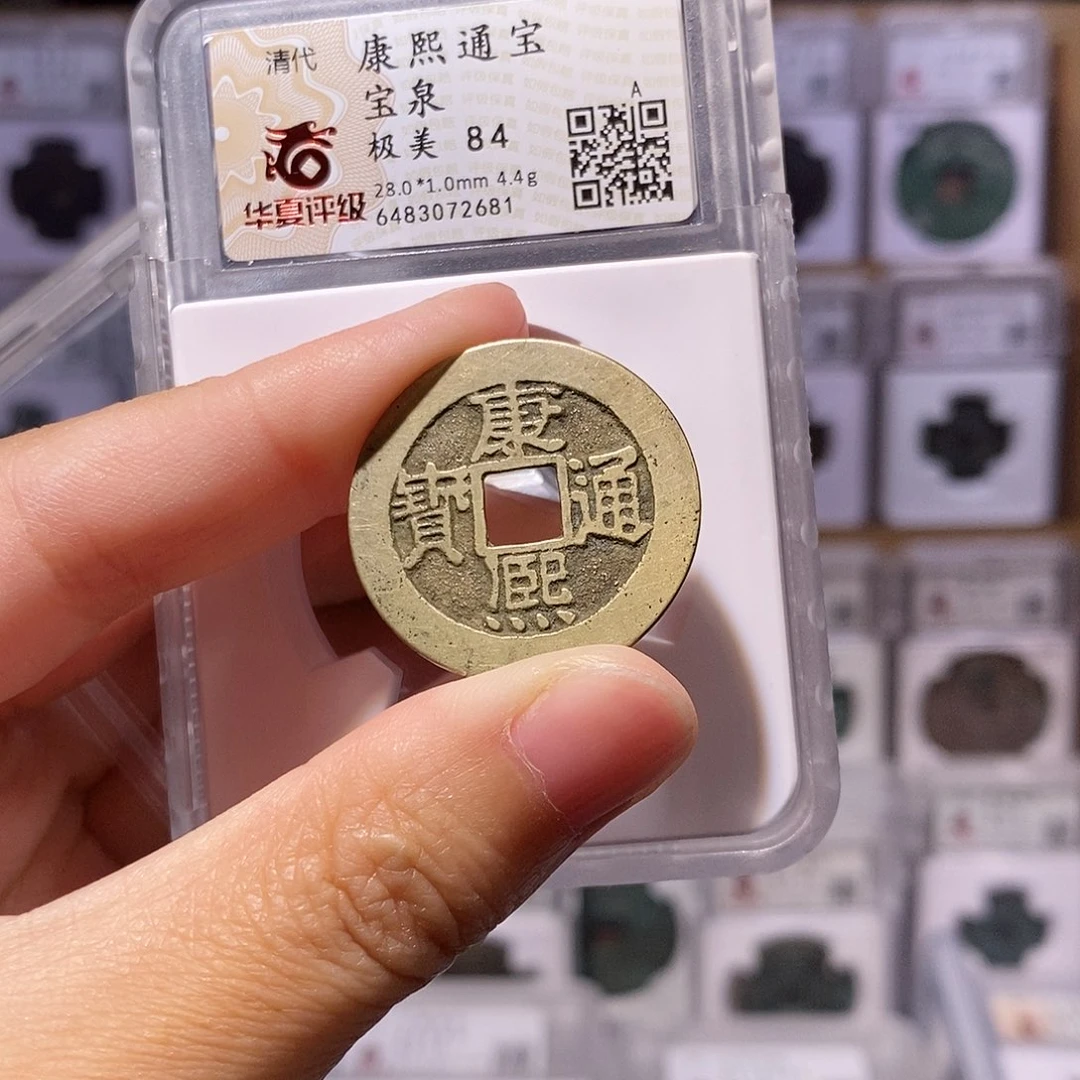 清代 康熙通宝
宝泉
极美 84
A
华夏评级
28.0*1.0mm 4.4g
6483072681
康
寶 通
熙